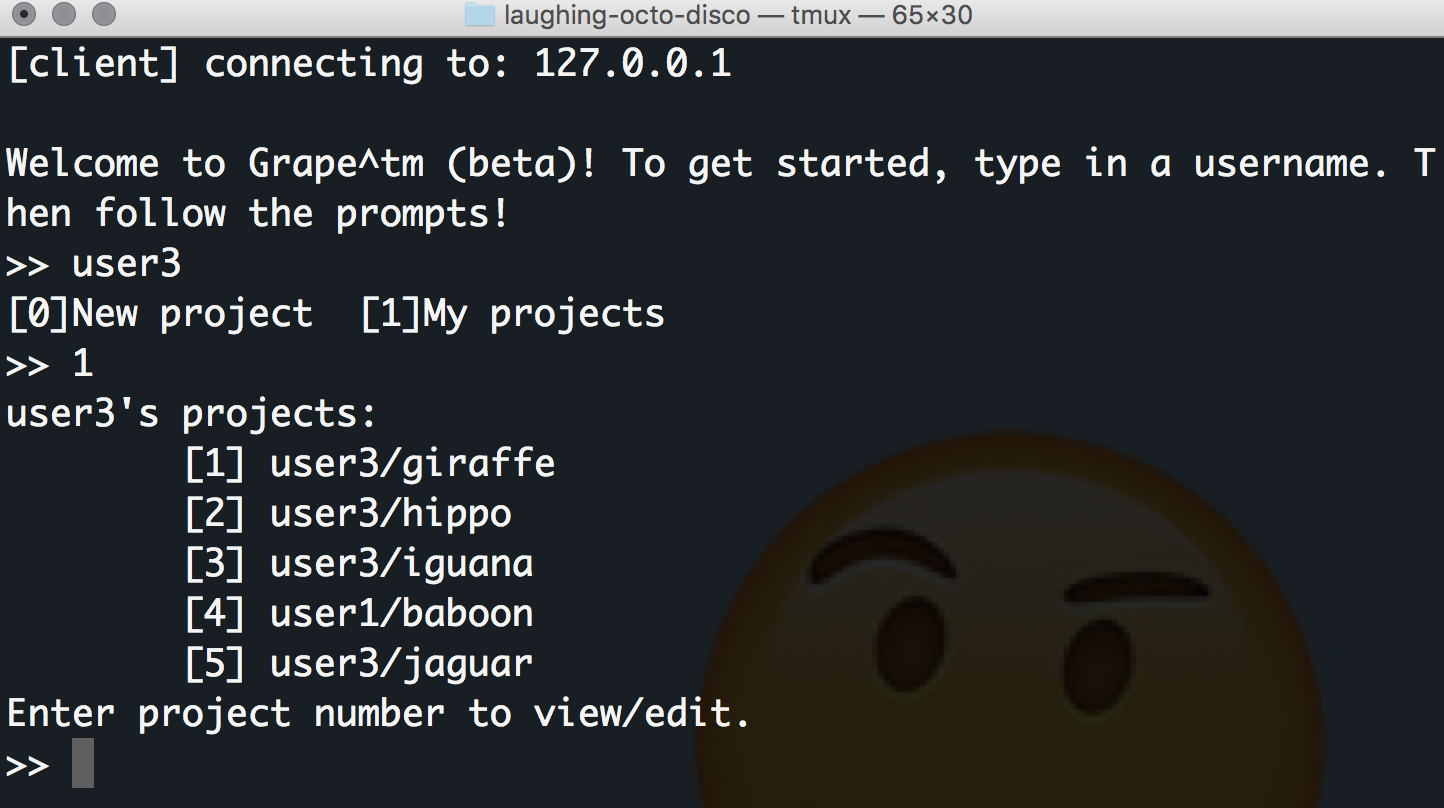 laughing-octo-disco — tmux — 65×30
[client] connecting to: 127.0.0.1
Welcome to Grape^tm (beta)! To get started, type in a username. T
hen follow the prompts!
>> user3
[0]New project  [1]My projects
>> 1
user3's projects:
[1] user3/giraffe
[2] user3/hippo
[3] user3/iguana
[4] user1/baboon
[5] user3/jaguar
Enter project number to view/edit.
>>